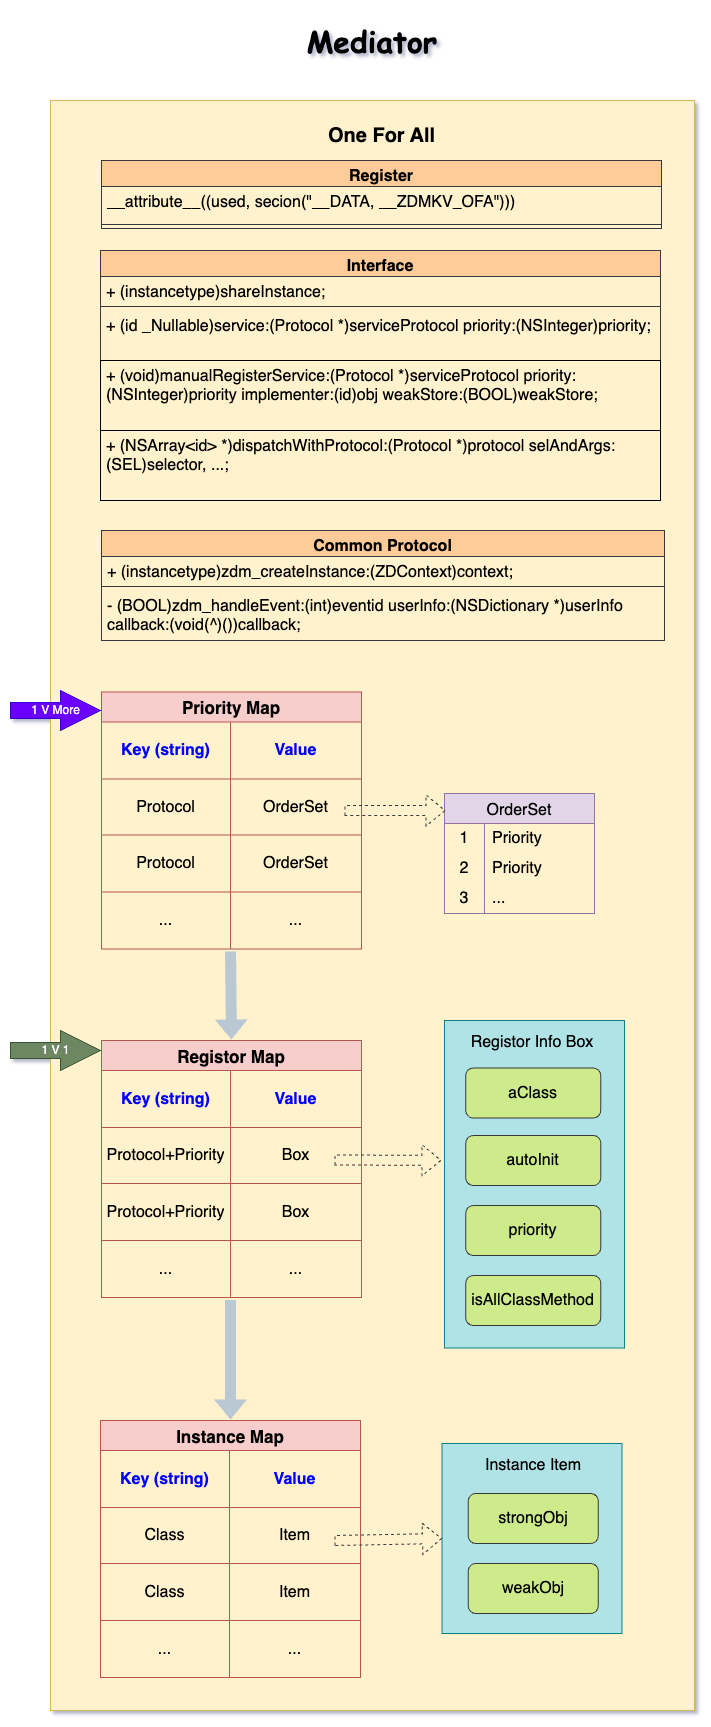 Mediator
One For All
Register
__attribute__((used, secion("__DATA, __ZDMKV_OFA")))
Interface
+ (instancetype)shareInstance;
+ (id _Nullable)service:(Protocol *)serviceProtocol priority:(NSInteger)priority;
+ (void)manualRegisterService:(Protocol *)serviceProtocol priority:
(NSInteger)priority implementer:(id)obj weakStore:(BOOL)weakStore;
+ (NSArray<id> *)dispatchWithProtocol:(Protocol *)protocol selAndArgs:
(SEL)selector, ...;
Common Protocol
+ (instancetype)zdm_createInstance:(ZDContext)context;
- (BOOL)zdm_handleEvent:(int)eventid userInfo:(NSDictionary *)userInfo
callback:(void(^)())callback;
1 V More
Priority Map
Key (string) Value
Protocol OrderSet
Protocol OrderSet
... ...
OrderSet
1 Priority
2 Priority
3 ...
1 V 1
Registor Map
Key (string) Value
Protocol+Priority Box
Protocol+Priority Box
... ...
Registor Info Box
aClass
autoInit
priority
isAllClassMethod
Instance Map
Key (string) Value
Class Item
Class Item
... ...
Instance Item
strongObj
weakObj